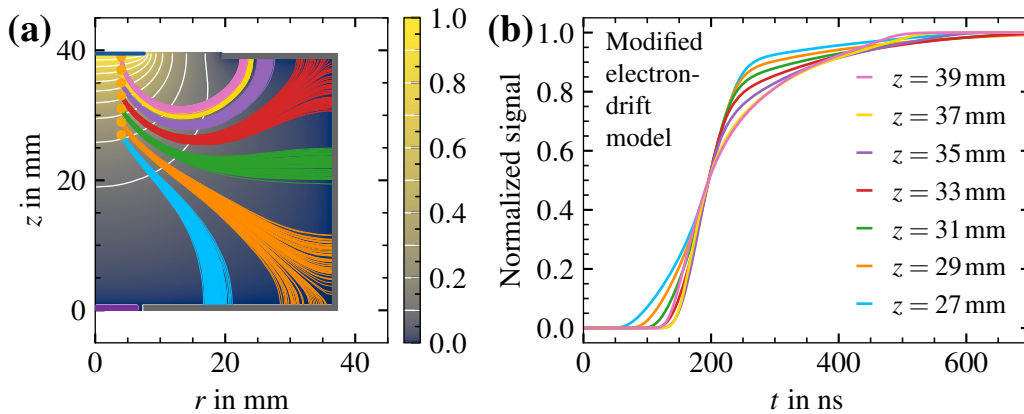 (a)
40
20
0
z in mm
0
20
40
r in mm
1.0
0.8
0.6
0.4
0.2
0.0
(b)
1.0
0.8
0.6
0.4
0.2
0.0
Normalized signal
Modified
electron-
drift
model
z = 39 mm
z = 37 mm
z = 35 mm
z = 33 mm
z = 31 mm
z = 29 mm
z = 27 mm
0
200
400
600
t in ns